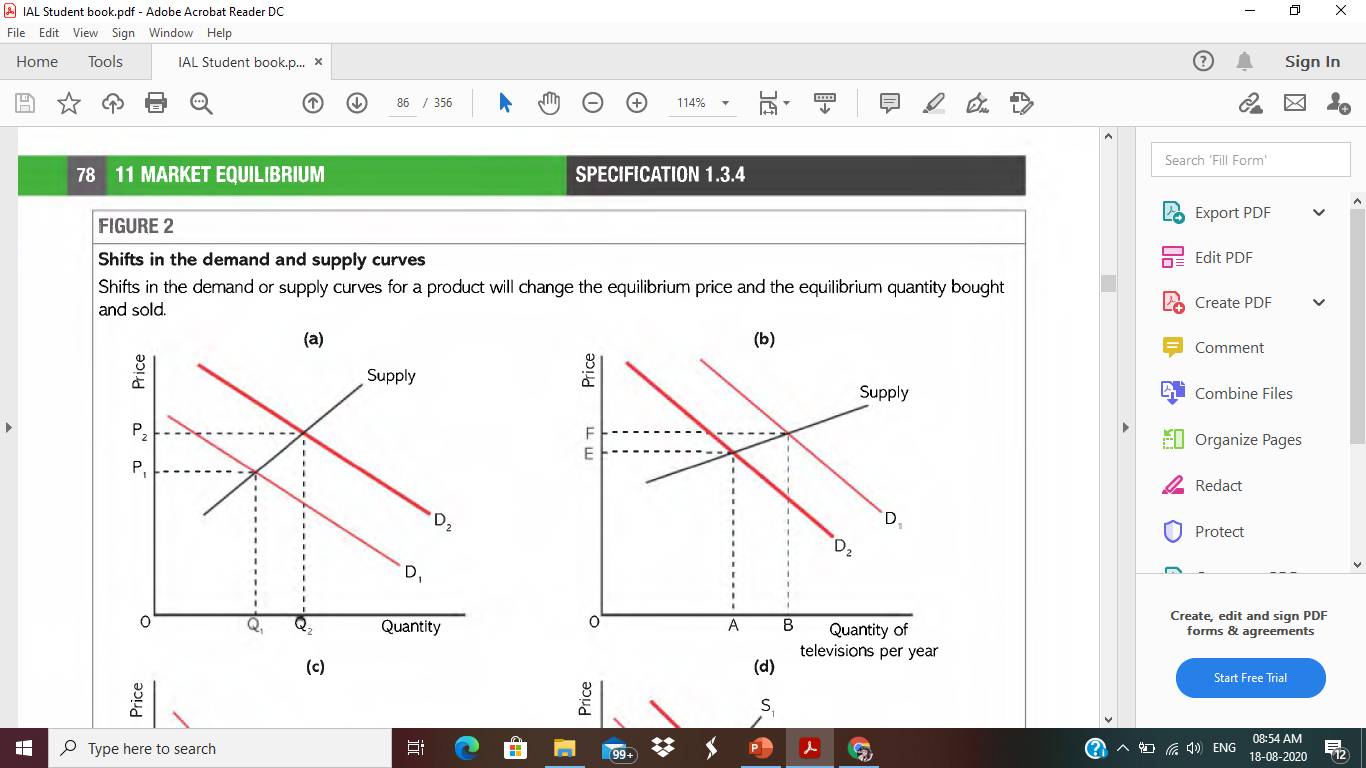 IAL Student book.pdf - Adobe Acrobat Reader DC
File Edit View Sign Window Help
Home Tools IAL Student book.p... × ? Sign In
86 / 356 114%
78 11 MARKET EQUILIBRIUM SPECIFICATION 1.3.4
FIGURE 2
Shifts in the demand and supply curves
Shifts in the demand or supply curves for a product will change the equilibrium price and the equilibrium quantity bought
and sold.
(a)
Price
Supply
P₂
P₁
D₂
D₁
O Q₁ Q₂ Quantity
(b)
Price
Supply
F
E
D₁
D₂
O A B Quantity of
televisions per year
(c)
Price
(d)
Price
S₁
Search 'Fill Form'
Export PDF
Edit PDF
Create PDF
Comment
Combine Files
Organize Pages
Redact
Protect
Create, edit and sign PDF
forms & agreements
Start Free Trial
Type here to search
99+
ENG
08:54 AM
18-08-2020
12